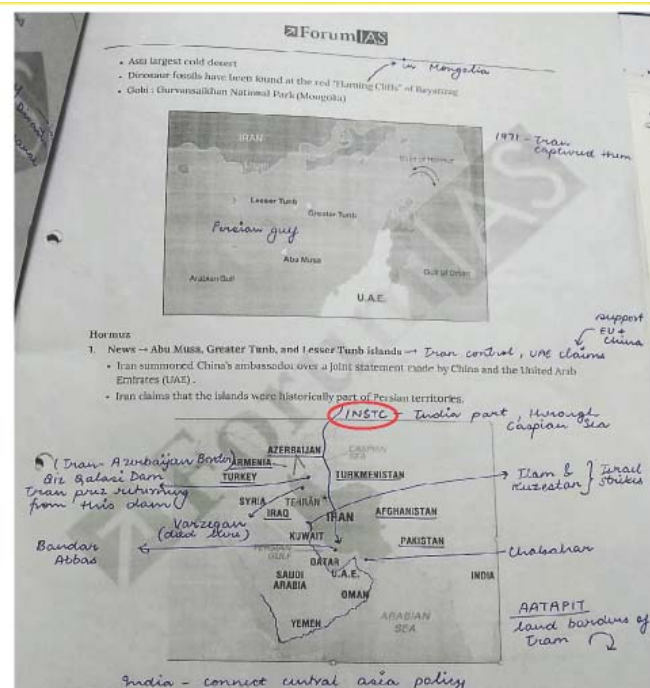 ForumIAS
• Asia largest cold desert
• Dinosaur fossils have been found at the red "Flaming Cliffs" of Bayanzag
• in Mongolia
• Gobi : Gurvansaikhan National Park (Mongolia)
IRAN
Strait of Hormuz
1971 - Iran
captured them
Lesser Tunb
Greater Tunb
Persian gulf
Abu Musa
Arabian Gulf
Gulf of Oman
U.A.E.
support
EU +
China
Hormuz
1. News → Abu Musa, Greater Tunb, and Lesser Tunb islands → Iran control, UAE claims
• Iran summoned China's ambassador over a joint statement made by China and the United Arab
Emirates (UAE).
• Iran claims that the islands were historically part of Persian territories.
INSTC - India part, through
Caspian Sea
AZERBAIJAN
CASPIAN
SEA
(Iran Azerbaijan Border)
ARMENIA
Qiz Qalasi Dam
TURKEY
TURKMENISTAN
Iran prez returning
from this dam
SYRIA
TEHRAN
Ilam &
Kuzestan
Israil
strikes
IRAQ
IRAN
AFGHANISTAN
Varzegan
(died here)
KUWAIT
PAKISTAN
Bandar
Abbas
PERSIAN
GULF
QATAR
Chabahar
SAUDI
ARABIA
U.A.E.
INDIA
OMAN
AATAPIT
land borders of
Iran
YEMEN
ARABIAN
SEA
India - connect central asia policy